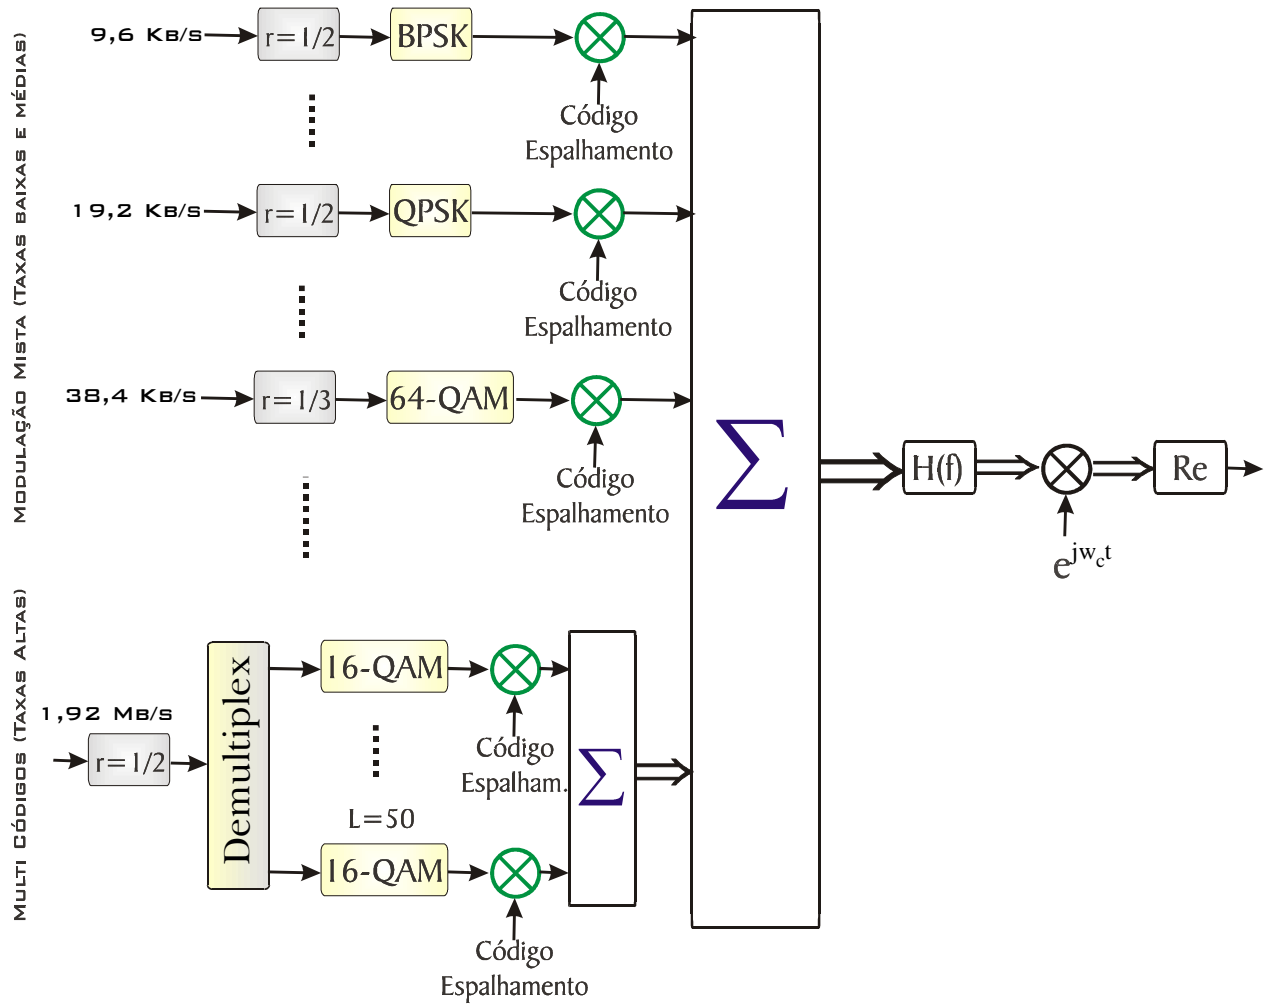 Modulação Mista (Taxas baixas e médias)
9,6 Kb/s
r=1/2
BPSK
Código
Espalhamento
19,2 Kb/s
r=1/2
QPSK
Código
Espalhamento
38,4 Kb/s
r=1/3
64-QAM
Código
Espalhamento
Σ
H(f)
Re
e^jw_c t
Multi Códigos (Taxas Altas)
1,92 Mb/s
r=1/2
Demultiplex
16-QAM
Código
Espalham.
L=50
16-QAM
Código
Espalhamento
Σ